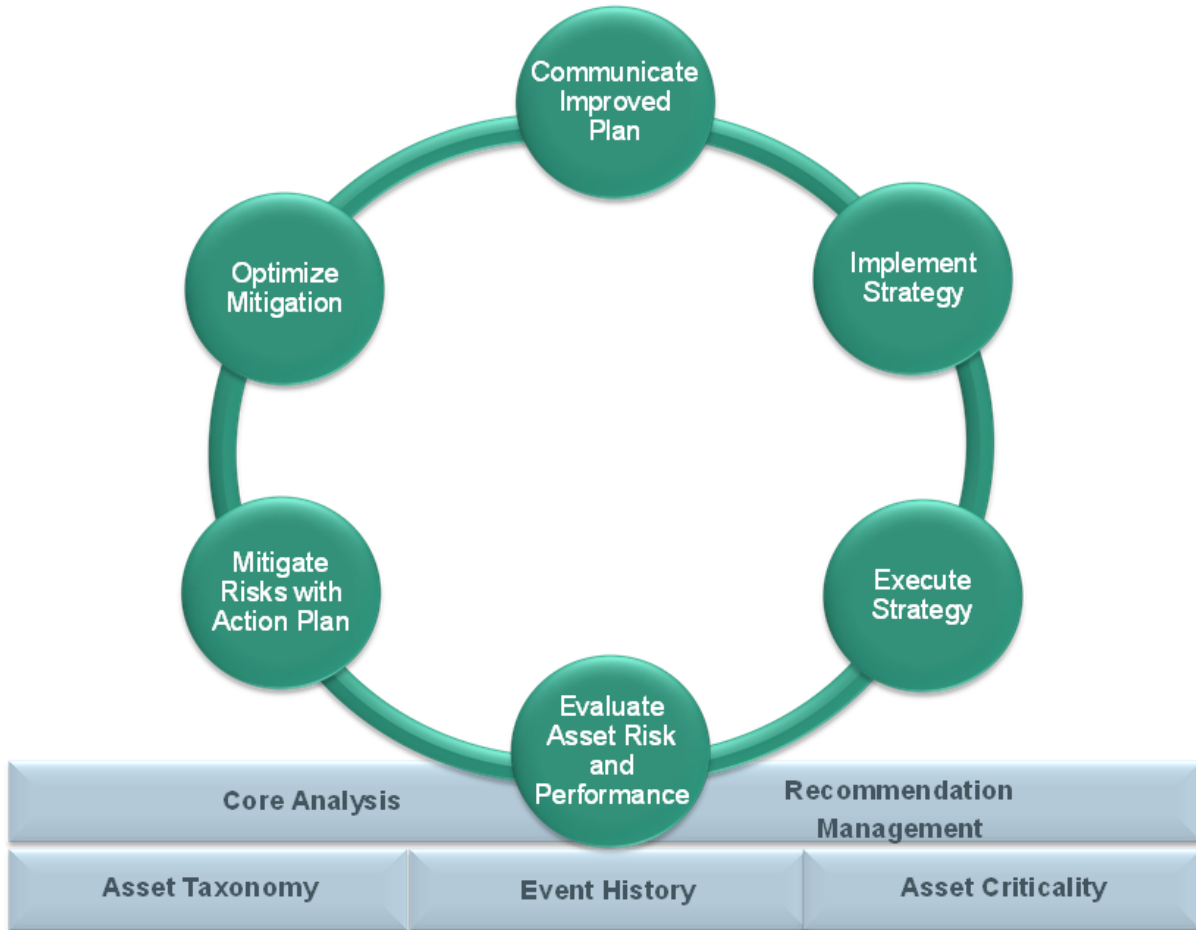 Communicate
Improved
Plan
Implement
Strategy
Execute
Strategy
Evaluate
Asset Risk
and
Performance
Mitigate
Risks with
Action Plan
Optimize
Mitigation
Core Analysis
Recommendation
Management
Asset Taxonomy
Event History
Asset Criticality